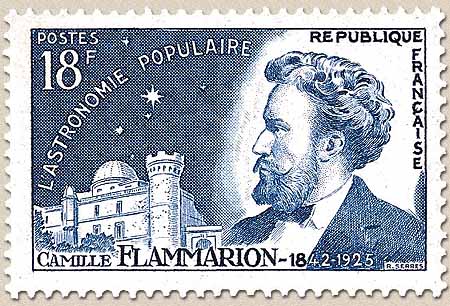 POSTES
18F
L'ASTRONOMIE POPULAIRE
REPUBLIQUE
FRANÇAISE
CAMILLE FLAMMARION-1842-1925
R. SERRES